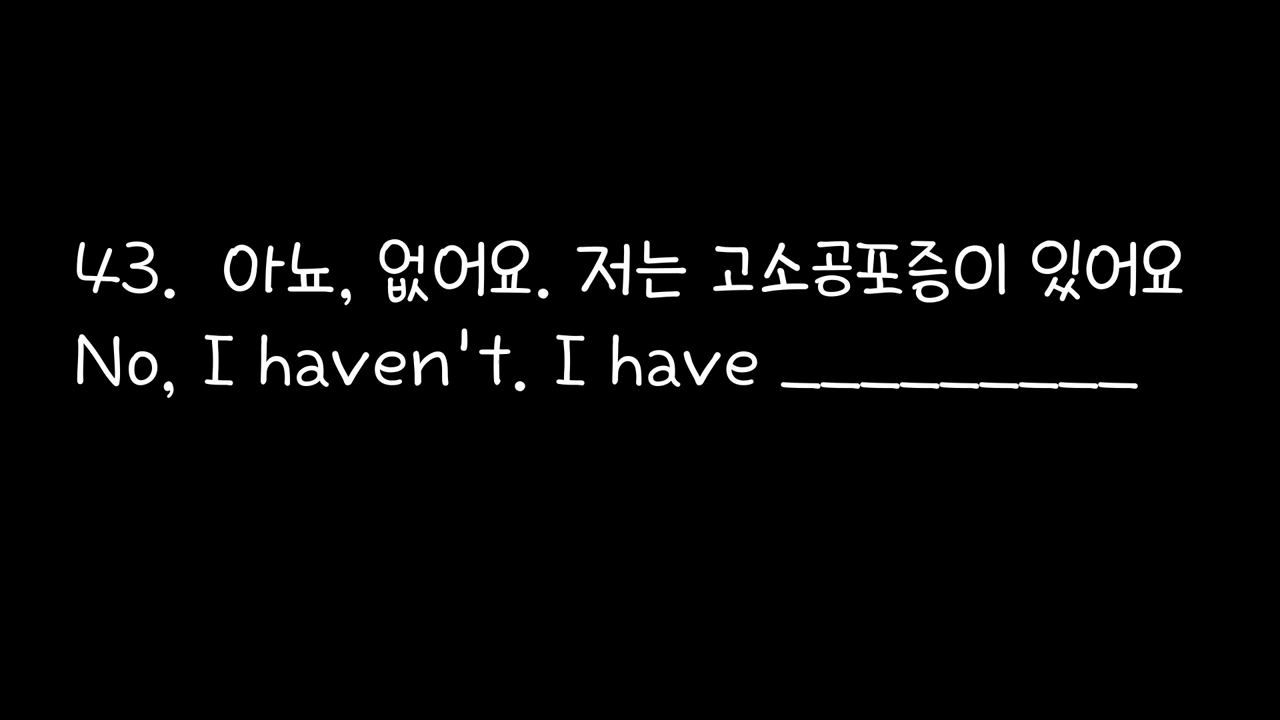 43. 아뇨, 없어요. 저는 고소공포증이 있어요
No, I haven't. I have _________